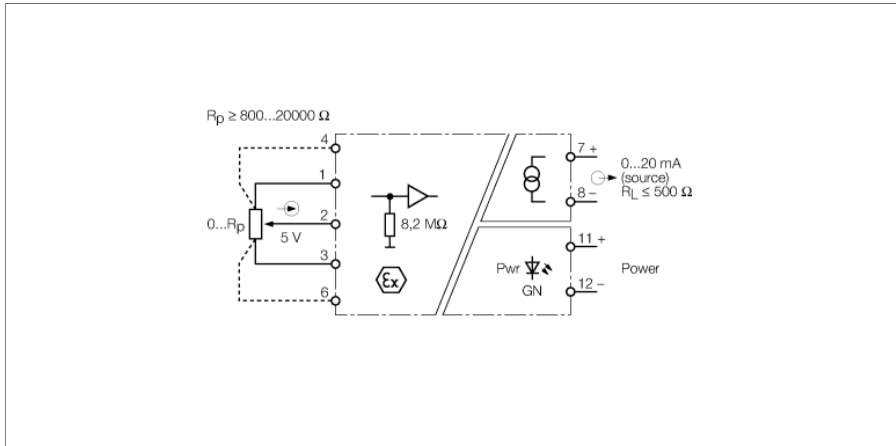 Rp ≥ 800...20000 Ω
4
1
0...Rp
2
5 V
3
6
8,2 MΩ
Ex
7 +
8 –
0...20 mA
(source)
RL ≤ 500 Ω
11 +
Pwr
GN
12 –
Power